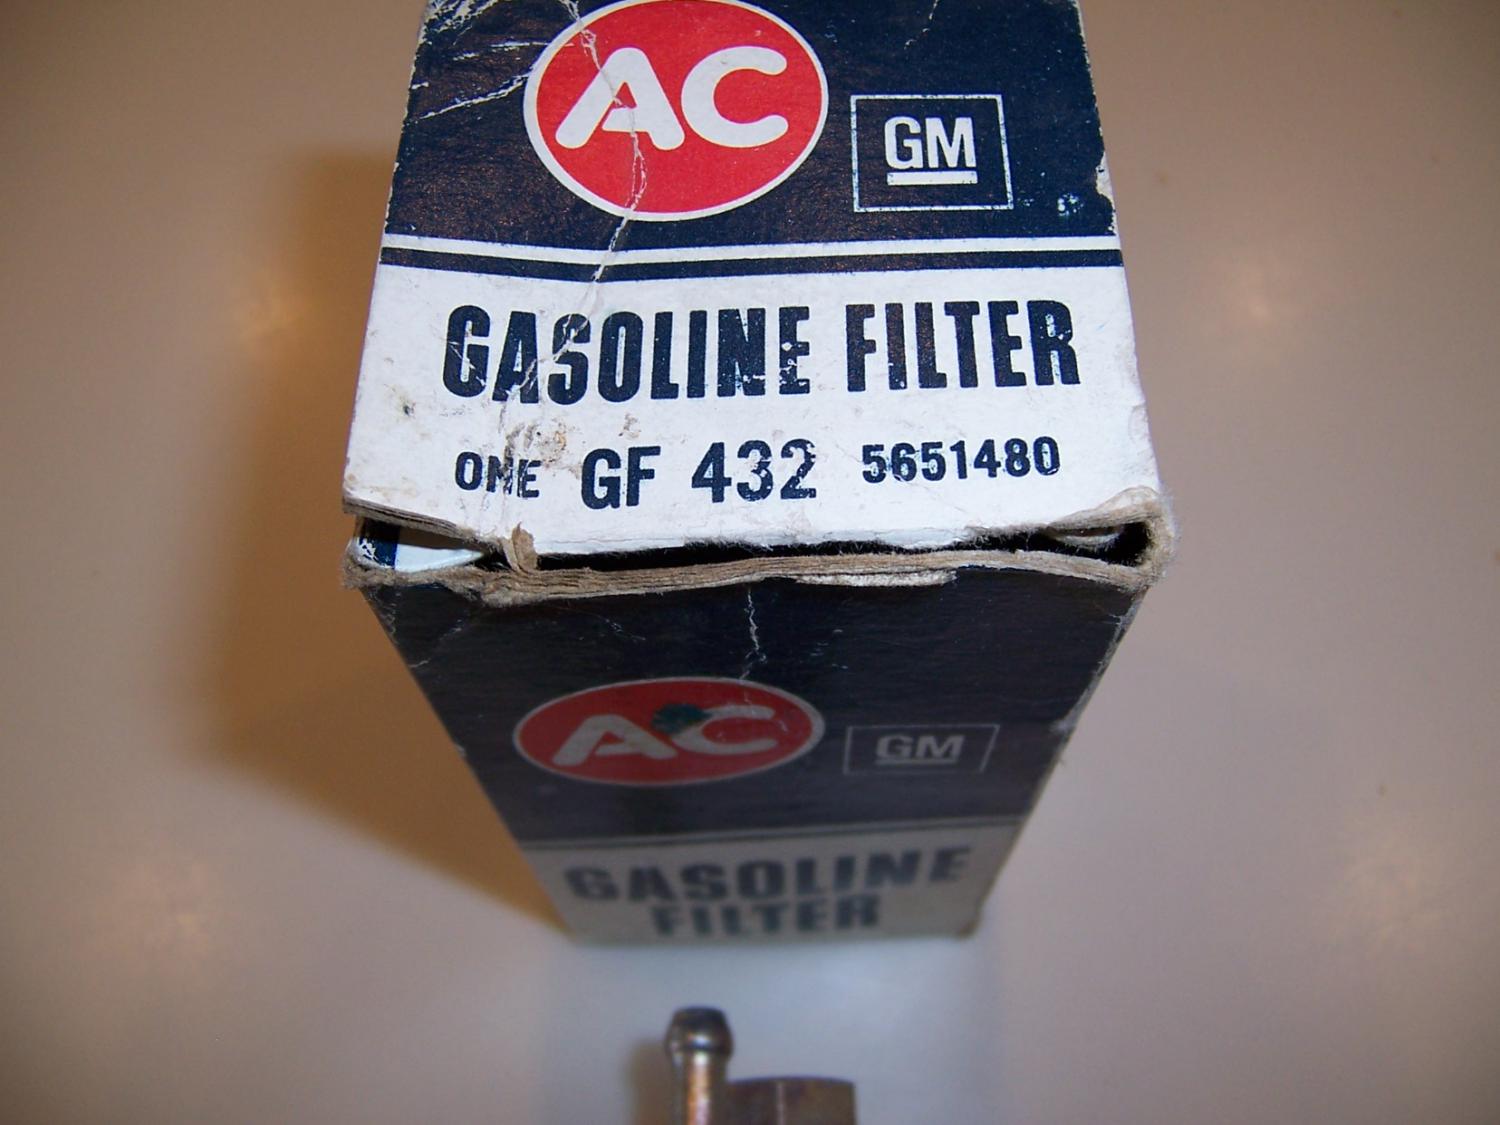 AC
GM
GASOLINE FILTER
ONE GF 432 5651480
AC
GM
GASOLINE
FILTER